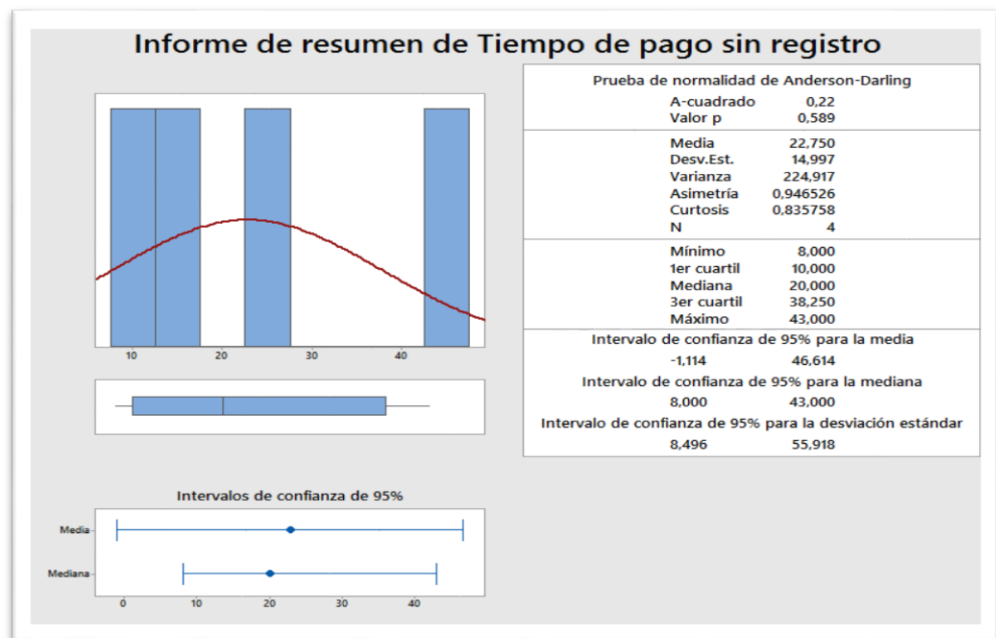 Informe de resumen de Tiempo de pago sin registro
10 20 30 40
Intervalos de confianza de 95%
Media
Mediana
0 10 20 30 40
Prueba de normalidad de Anderson-Darling
A-cuadrado 0,22
Valor p 0,589
Media 22,750
Desv.Est. 14,997
Varianza 224,917
Asimetría 0,946526
Curtosis 0,835758
N 4
Mínimo 8,000
1er cuartil 10,000
Mediana 20,000
3er cuartil 38,250
Máximo 43,000
Intervalo de confianza de 95% para la media
-1,114 46,614
Intervalo de confianza de 95% para la mediana
8,000 43,000
Intervalo de confianza de 95% para la desviación estándar
8,496 55,918